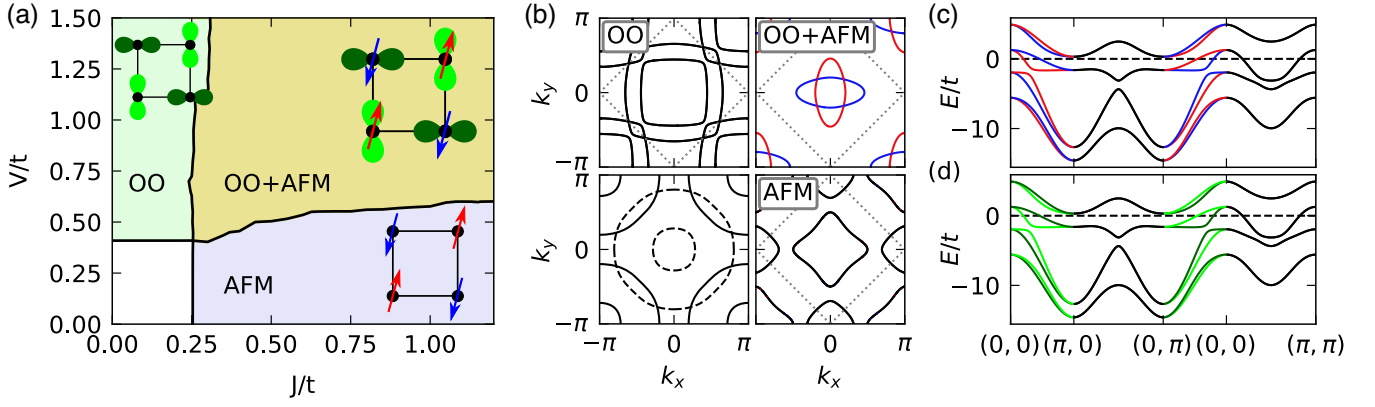 (a)
V/t
1.50
1.25
1.00
0.75
0.50
0.25
0.00
OO
OO+AFM
AFM
0.00 0.25 0.50 0.75 1.00
J/t
(b)
OO
OO+AFM
π
k_y 0
−π
AFM
π
k_y 0
−π
−π 0 π
0 π
k_x
k_x
(c)
E/t
0
−10
(d)
E/t
0
−10
(0, 0) (π, 0) (0, π) (0, 0) (π, π)